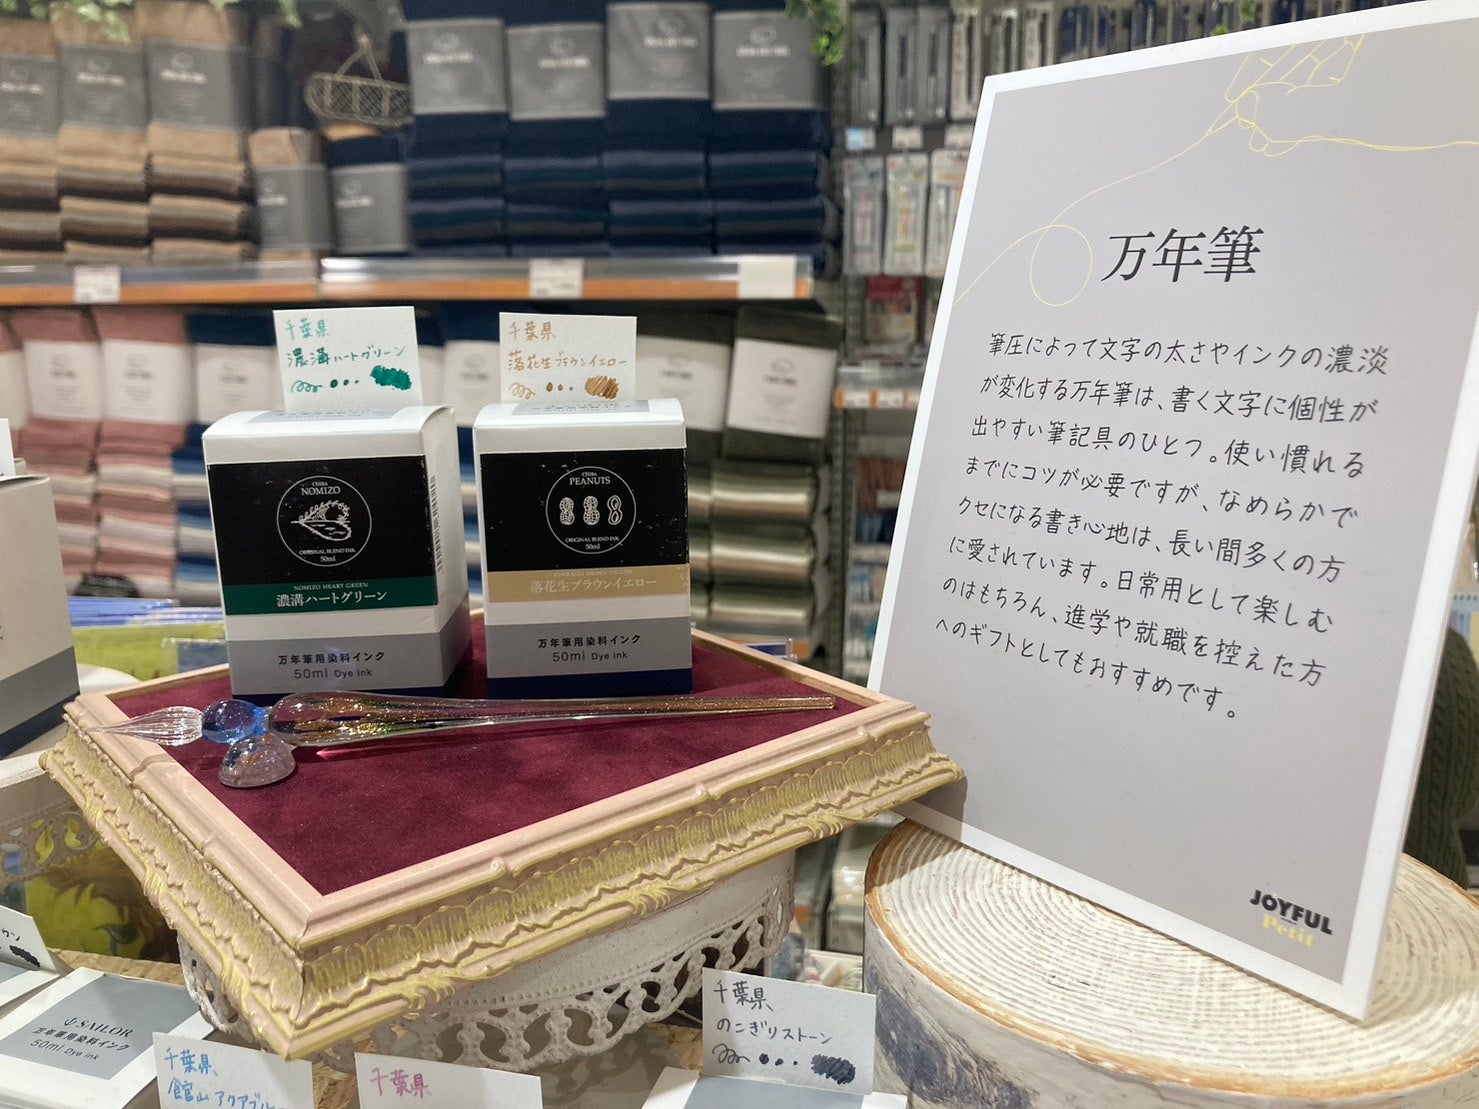 万年筆
筆圧によって文字の太さやインクの濃淡
が変化する万年筆は、書く文字に個性が
出やすい筆記具のひとつ。使い慣れる
までにコツが必要ですが、なめらかで
クセになる書き心地は、長い間多くの方
に愛されています。日常用として楽しむ
のはもちろん、進学や就職を控えた方
へのギフトとしてもおすすめです。
JOYFUL
Petit
千葉県
濃溝ハートグリーン
千葉県
落花生ブラウンイエロー
CHIBA
NOMIZO
ORIGINAL BLEND INK
50ml
NOMIZO HEART GREEN
濃溝ハートグリーン
万年筆用染料インク
50ml Dye ink
CHIBA
PEANUTS
ORIGINAL BLEND INK
50ml
落花生ブラウンイエロー
万年筆用染料インク
50ml Dye ink
SAILOR
万年筆用染料インク
50ml Dye ink
千葉県
館山アクアブルー
千葉県
千葉県
のこぎりストーン